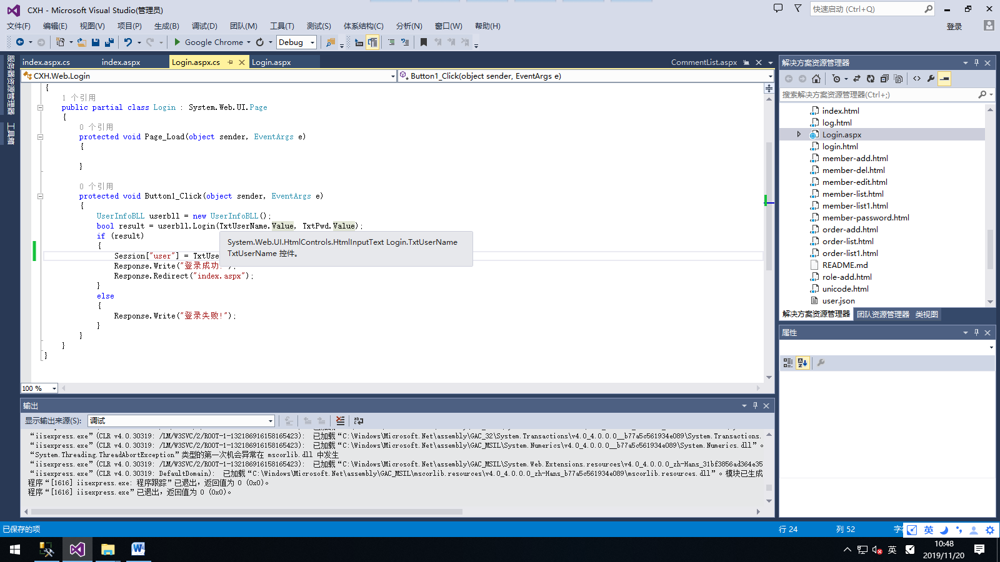 CXH - Microsoft Visual Studio(管理员)
快速启动 (Ctrl+Q)
文件(F) 编辑(E) 视图(V) 项目(P) 生成(B) 调试(D) 团队(M) 工具(T) 测试(S) 体系结构(C) 分析(N) 窗口(W) 帮助(H)
登录
Google Chrome Debug
服务器资源管理器
工具箱
index.aspx.cs index.aspx Login.aspx.cs Login.aspx CommentList.aspx
CXH.Web.Login Button1_Click(object sender, EventArgs e)
{
1 个引用
public partial class Login : System.Web.UI.Page
{
0 个引用
protected void Page_Load(object sender, EventArgs e)
{
}
0 个引用
protected void Button1_Click(object sender, EventArgs e)
{
UserInfoBLL userbll = new UserInfoBLL();
bool result = userbll.Login(TxtUserName.Value, TxtPwd.Value);
if (result)
{
System.Web.UI.HtmlControls.HtmlInputText Login.TxtUserName
TxtUserName 控件。
Session["user"] = TxtUse
Response.Write("登录成功!
Response.Redirect("index.aspx");
}
else
{
Response.Write("登录失败!");
}
}
}
}
100 %
解决方案资源管理器
搜索解决方案资源管理器(Ctrl+;)
index.html
log.html
Login.aspx
login.html
member-add.html
member-del.html
member-edit.html
member-list.html
member-list1.html
member-password.html
order-add.html
order-list.html
order-list1.html
README.md
role-add.html
unicode.html
user.json
解决方案资源管理器 团队资源管理器 类视图
属性
输出
显示输出来源(S): 调试
“iisexpress.exe”(CLR v4.0.30319: /LM/W3SVC/2/ROOT-1-132186916158165423): 已加载“C:\Windows\Microsoft.Net\assembly\GAC_32\System.Transactions\v4.0_4.0.0.0__b77a5c561934e089\System.Transactions.
“iisexpress.exe”(CLR v4.0.30319: /LM/W3SVC/2/ROOT-1-132186916158165423): 已加载“C:\Windows\Microsoft.Net\assembly\GAC_MSIL\System.Numerics\v4.0_4.0.0.0__b77a5c561934e089\System.Numerics.dll”。
“System.Threading.ThreadAbortException”类型的第一次机会异常在 mscorlib.dll 中发生
“iisexpress.exe”(CLR v4.0.30319: /LM/W3SVC/2/ROOT-1-132186916158165423): 已加载“C:\Windows\Microsoft.Net\assembly\GAC_MSIL\System.Web.Extensions.resources\v4.0_4.0.0.0_zh-Hans_31bf3856ad364e35
“iisexpress.exe”(CLR v4.0.30319: DefaultDomain): 已加载“C:\Windows\Microsoft.Net\assembly\GAC_MSIL\mscorlib.resources\v4.0_4.0.0.0_zh-Hans_b77a5c561934e089\mscorlib.resources.dll”。模块已生成
程序“[1616] iisexpress.exe: 程序跟踪”已退出，返回值为 0 (0x0)。
程序“[1616] iisexpress.exe”已退出，返回值为 0 (0x0)。
已保存的项 行 24 列 52
英
英
10:48
2019/11/20